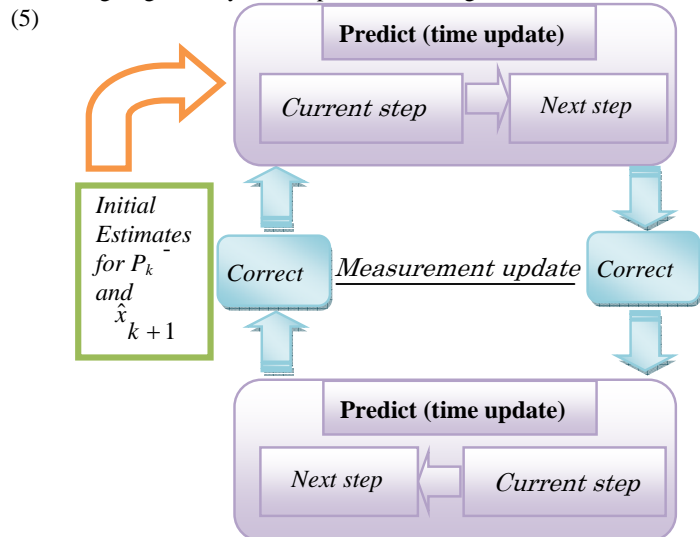 (5)
Predict (time update)
Current step
Next step
Initial
Estimates
for P_k^-
and
x̂_{k+1}
Correct
Measurement update
Correct
Predict (time update)
Next step
Current step